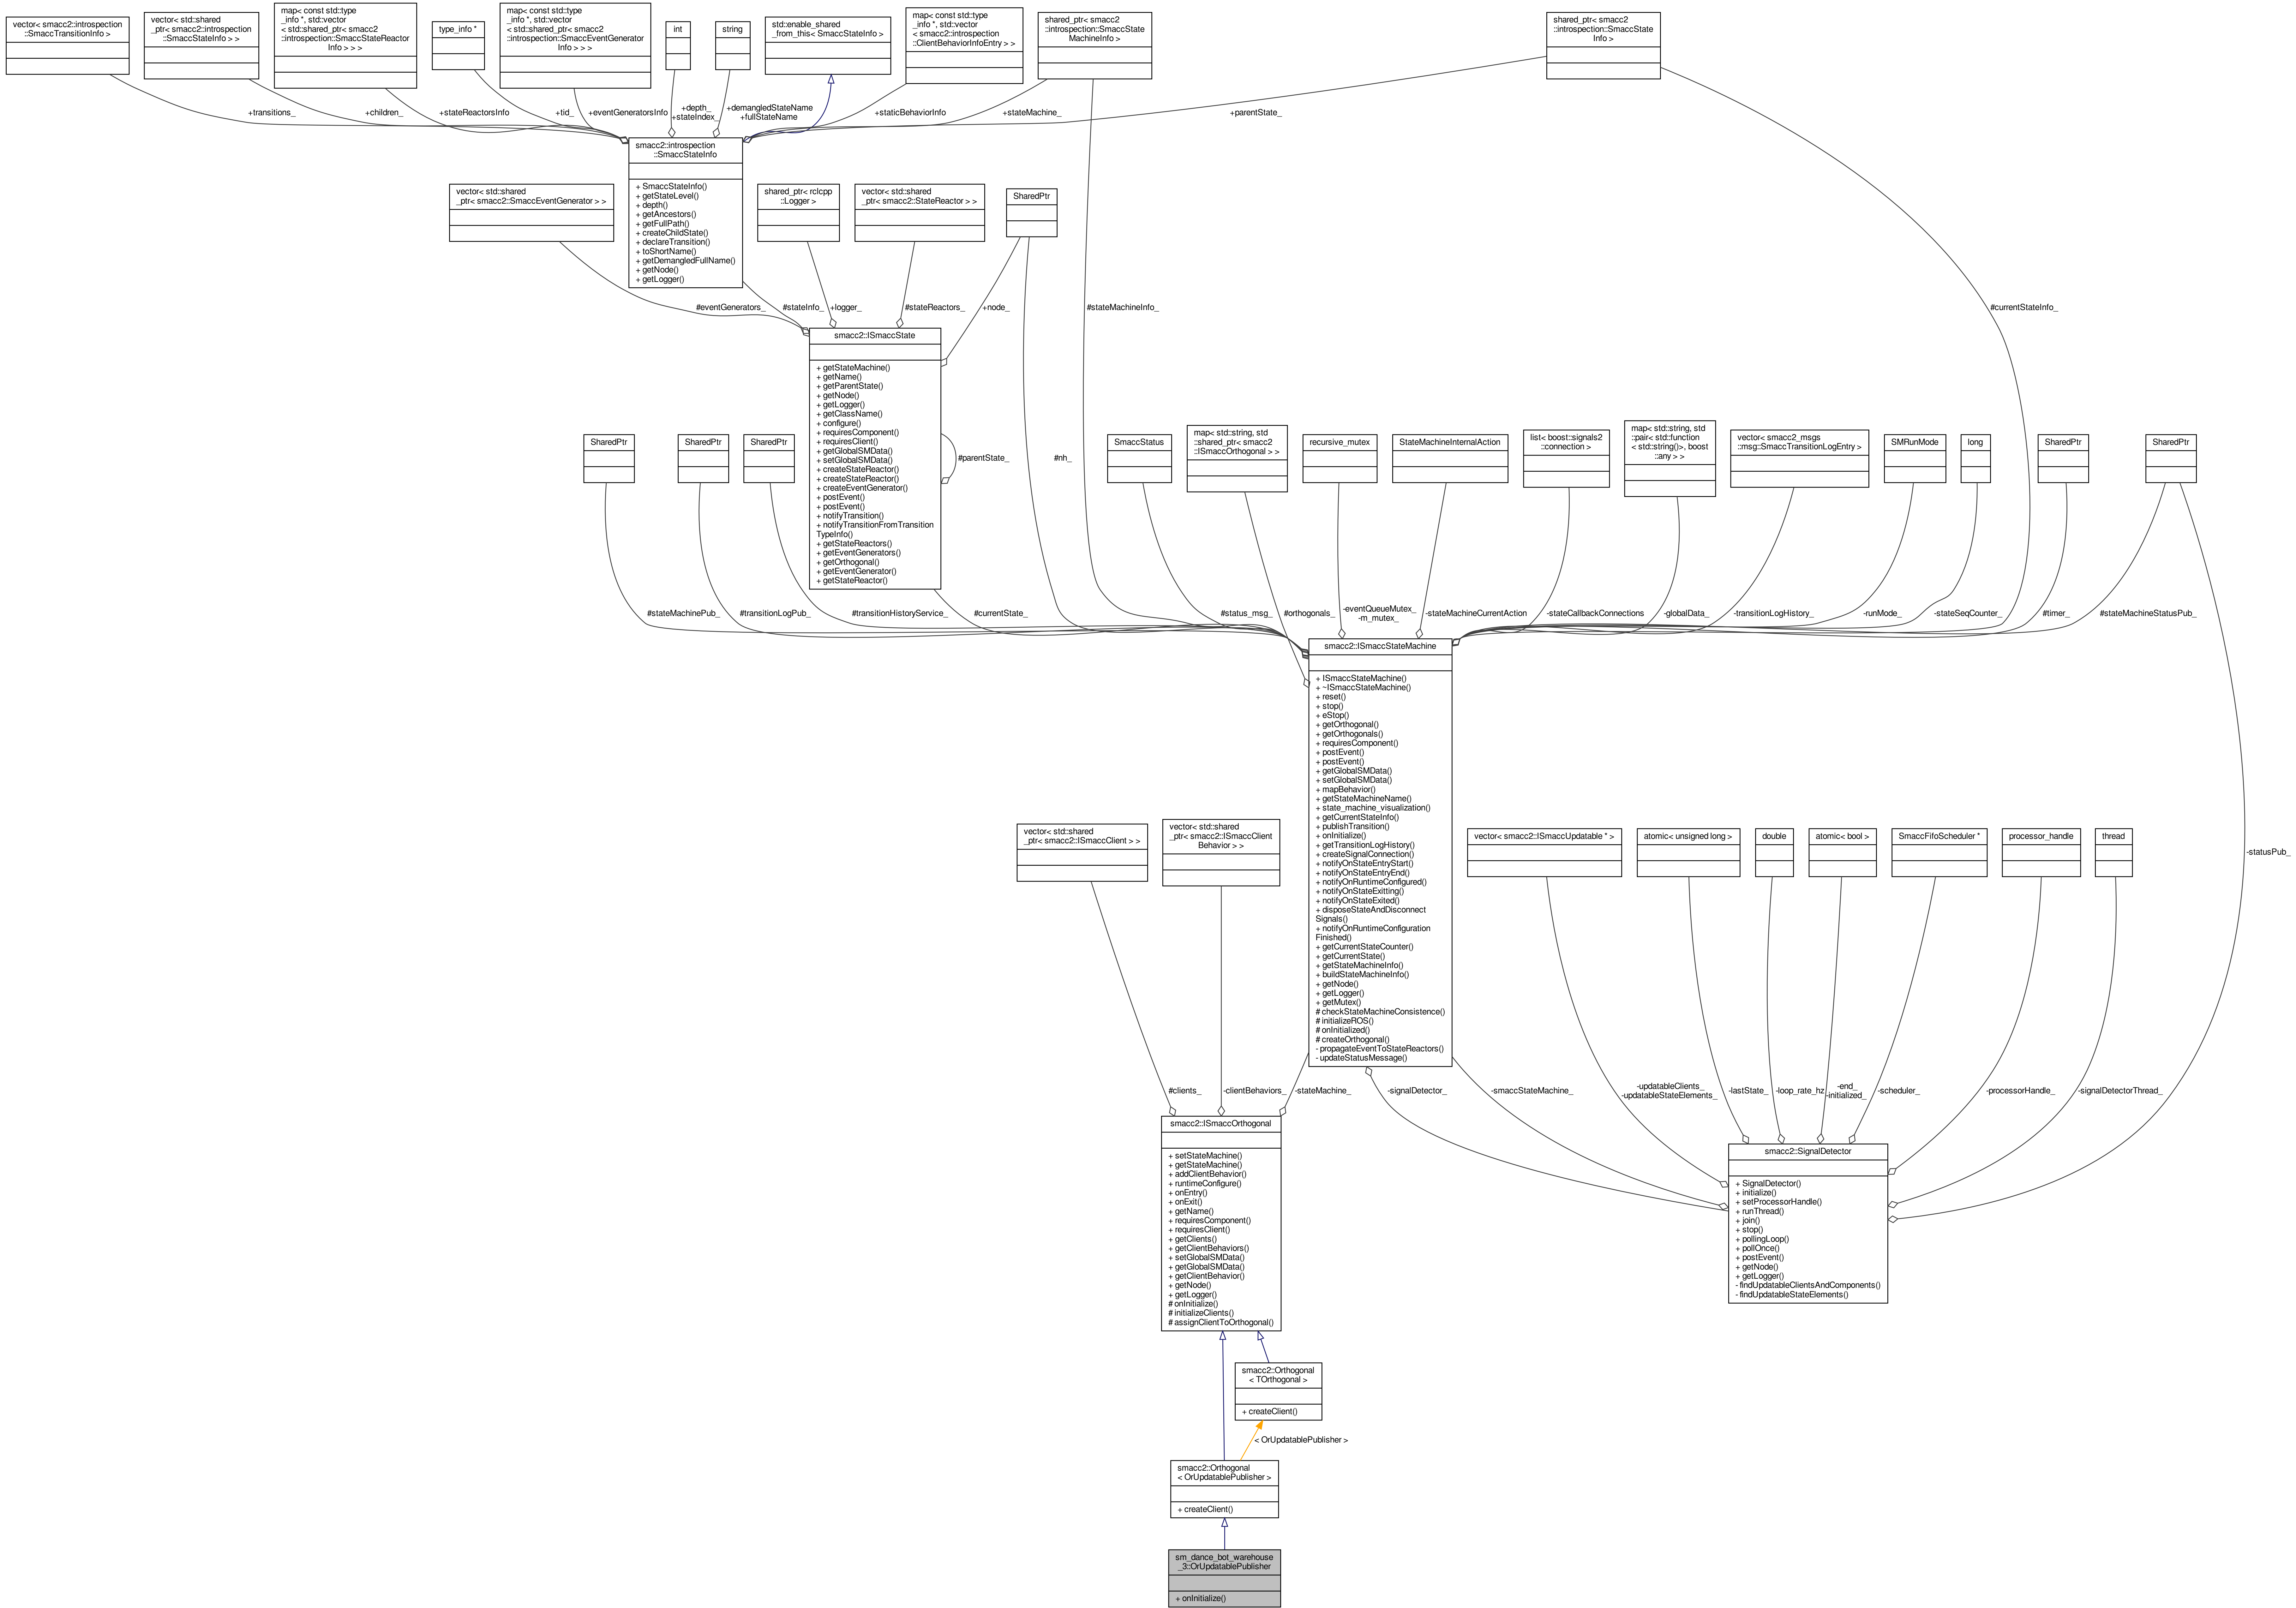 vector< smacc2::introspection
::SmaccTransitionInfo >
vector< std::shared
_ptr< smacc2::introspection
::SmaccStateInfo > >
map< const std::type
_info *, std::vector
< std::shared_ptr< smacc2
::introspection::SmaccStateReactor
Info > > >
type_info *
map< const std::type
_info *, std::vector
< std::shared_ptr< smacc2
::introspection::SmaccEventGenerator
Info > > >
int
string
std::enable_shared
_from_this< SmaccStateInfo >
map< const std::type
_info *, std::vector
< smacc2::introspection
::ClientBehaviorInfoEntry > >
shared_ptr< smacc2
::introspection::SmaccState
MachineInfo >
shared_ptr< smacc2
::introspection::SmaccState
Info >
+transitions_
+children_
+stateReactorsInfo
+tid_
+eventGeneratorsInfo
+depth_
+stateIndex_
+demangledStateName
+fullStateName
+staticBehaviorInfo
+stateMachine_
+parentState_
smacc2::introspection
::SmaccStateInfo
+ SmaccStateInfo()
+ getStateLevel()
+ depth()
+ getAncestors()
+ getFullPath()
+ createChildState()
+ declareTransition()
+ toShortName()
+ getDemangledFullName()
+ getNode()
+ getLogger()
vector< std::shared
_ptr< smacc2::SmaccEventGenerator > >
shared_ptr< rclcpp
::Logger >
vector< std::shared
_ptr< smacc2::StateReactor > >
SharedPtr
#eventGenerators_
#stateInfo_
+logger_
#stateReactors_
+node_
#stateMachineInfo_
#currentStateInfo_
smacc2::ISmaccState
+ getStateMachine()
+ getName()
+ getParentState()
+ getNode()
+ getLogger()
+ getClassName()
+ configure()
+ requiresComponent()
+ requiresClient()
+ getGlobalSMData()
+ setGlobalSMData()
+ createStateReactor()
+ createStateReactor()
+ createEventGenerator()
+ postEvent()
+ postEvent()
+ notifyTransition()
+ notifyTransitionFromTransition
TypeInfo()
+ getStateReactors()
+ getEventGenerators()
+ getOrthogonal()
+ getEventGenerator()
+ getStateReactor()
#parentState_
#nh_
SharedPtr
SharedPtr
SharedPtr
SmaccStatus
map< std::string, std
::shared_ptr< smacc2
::ISmaccOrthogonal > >
recursive_mutex
StateMachineInternalAction
list< boost::signals2
::connection >
map< std::string, std
::pair< std::function
< std::string()>, boost
::any > >
vector< smacc2_msgs
::msg::SmaccTransitionLogEntry >
SMRunMode
long
SharedPtr
SharedPtr
#stateMachinePub_
#transitionLogPub_
#transitionHistoryService_
#currentState_
#status_msg_
#orthogonals_
-eventQueueMutex_
-m_mutex_
-stateMachineCurrentAction
-stateCallbackConnections
-globalData_
-transitionLogHistory_
-runMode_
-stateSeqCounter_
#timer_
#stateMachineStatusPub_
smacc2::ISmaccStateMachine
+ ISmaccStateMachine()
+ ~ISmaccStateMachine()
+ reset()
+ stop()
+ eStop()
+ getOrthogonal()
+ getOrthogonals()
+ requiresComponent()
+ postEvent()
+ postEvent()
+ getGlobalSMData()
+ setGlobalSMData()
+ mapBehavior()
+ getStateMachineName()
+ state_machine_visualization()
+ getCurrentStateInfo()
+ publishTransition()
+ onInitialize()
+ getTransitionLogHistory()
+ createSignalConnection()
+ notifyOnStateEntryStart()
+ notifyOnStateEntryEnd()
+ notifyOnRuntimeConfigured()
+ notifyOnStateExitting()
+ notifyOnStateExited()
+ disposeStateAndDisconnect
Signals()
+ notifyOnRuntimeConfiguration
Finished()
+ getCurrentStateCounter()
+ getCurrentState()
+ getStateMachineInfo()
+ buildStateMachineInfo()
+ getNode()
+ getLogger()
+ getMutex()
# checkStateMachineConsistence()
# initializeROS()
# onInitialized()
# createOrthogonal()
- propagateEventToStateReactors()
- updateStatusMessage()
vector< std::shared
_ptr< smacc2::ISmaccClient > >
vector< std::shared
_ptr< smacc2::ISmaccClient
Behavior > >
vector< smacc2::ISmaccUpdatable * >
atomic< unsigned long >
double
atomic< bool >
SmaccFifoScheduler *
processor_handle
thread
-statusPub_
#clients_
-clientBehaviors_
-stateMachine_
-signalDetector_
-smaccStateMachine_
-updatableClients_
-updatableStateElements_
-lastState_
-loop_rate_hz
-end_
-initialized_
-scheduler_
-processorHandle_
-signalDetectorThread_
smacc2::ISmaccOrthogonal
+ setStateMachine()
+ getStateMachine()
+ addClientBehavior()
+ runtimeConfigure()
+ onEntry()
+ onExit()
+ getName()
+ requiresComponent()
+ requiresClient()
+ getClients()
+ getClientBehaviors()
+ setGlobalSMData()
+ getGlobalSMData()
+ getClientBehavior()
+ getNode()
+ getLogger()
# onInitialize()
# initializeClients()
# assignClientToOrthogonal()
smacc2::SignalDetector
+ SignalDetector()
+ initialize()
+ setProcessorHandle()
+ runThread()
+ join()
+ stop()
+ pollingLoop()
+ pollOnce()
+ postEvent()
+ getNode()
+ getLogger()
- findUpdatableClientsAndComponents()
- findUpdatableStateElements()
smacc2::Orthogonal
< TOrthogonal >
+ createClient()
< OrUpdatablePublisher >
smacc2::Orthogonal
< OrUpdatablePublisher >
+ createClient()
sm_dance_bot_warehouse
_3::OrUpdatablePublisher
+ onInitialize()